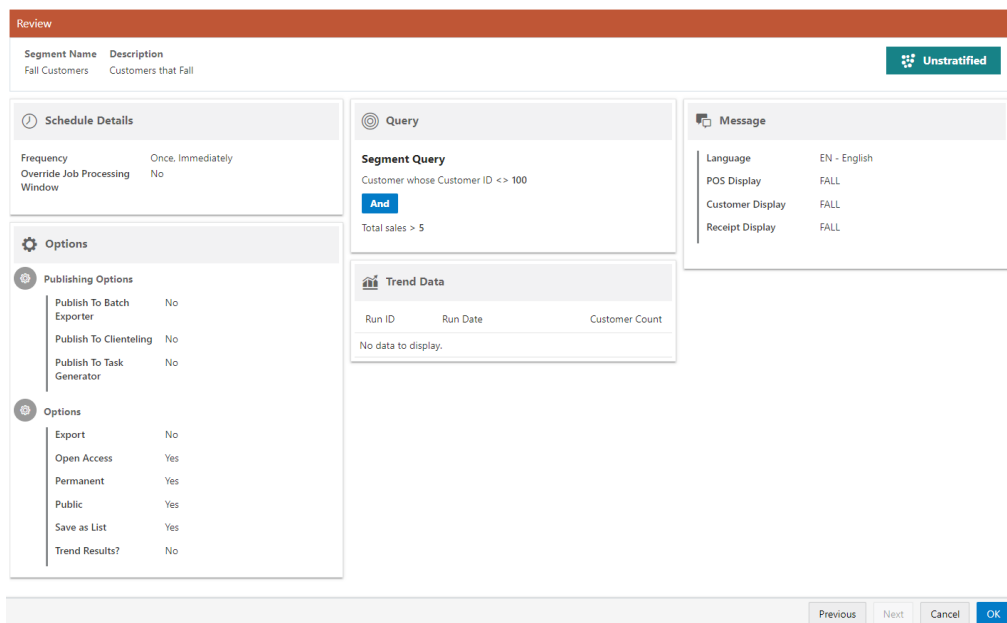 Review
Segment Name Description
Fall Customers Customers that Fall
Unstratified
Schedule Details
Frequency Once, Immediately
Override Job Processing No
Window
Options
Publishing Options
Publish To Batch No
Exporter
Publish To Clienteling No
Publish To Task No
Generator
Options
Export No
Open Access Yes
Permanent Yes
Public Yes
Save as List Yes
Trend Results? No
Query
Segment Query
Customer whose Customer ID <> 100
And
Total sales > 5
Trend Data
Run ID Run Date Customer Count
No data to display.
Message
Language EN - English
POS Display FALL
Customer Display FALL
Receipt Display FALL
Previous Next Cancel OK